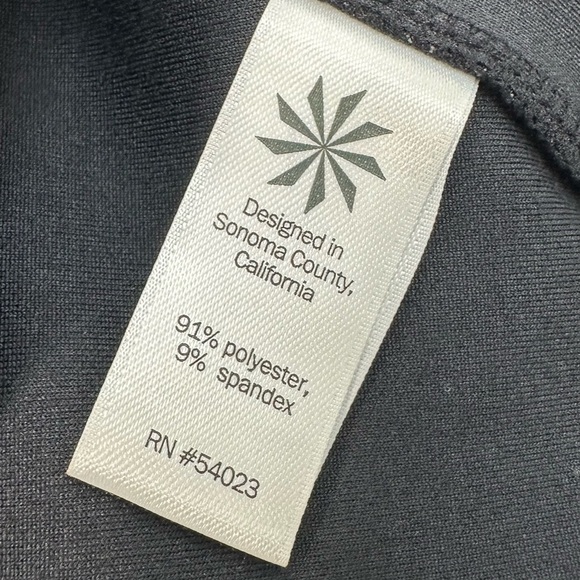 Designed in
Sonoma County,
California
91% polyester,
9% spandex
RN #54023